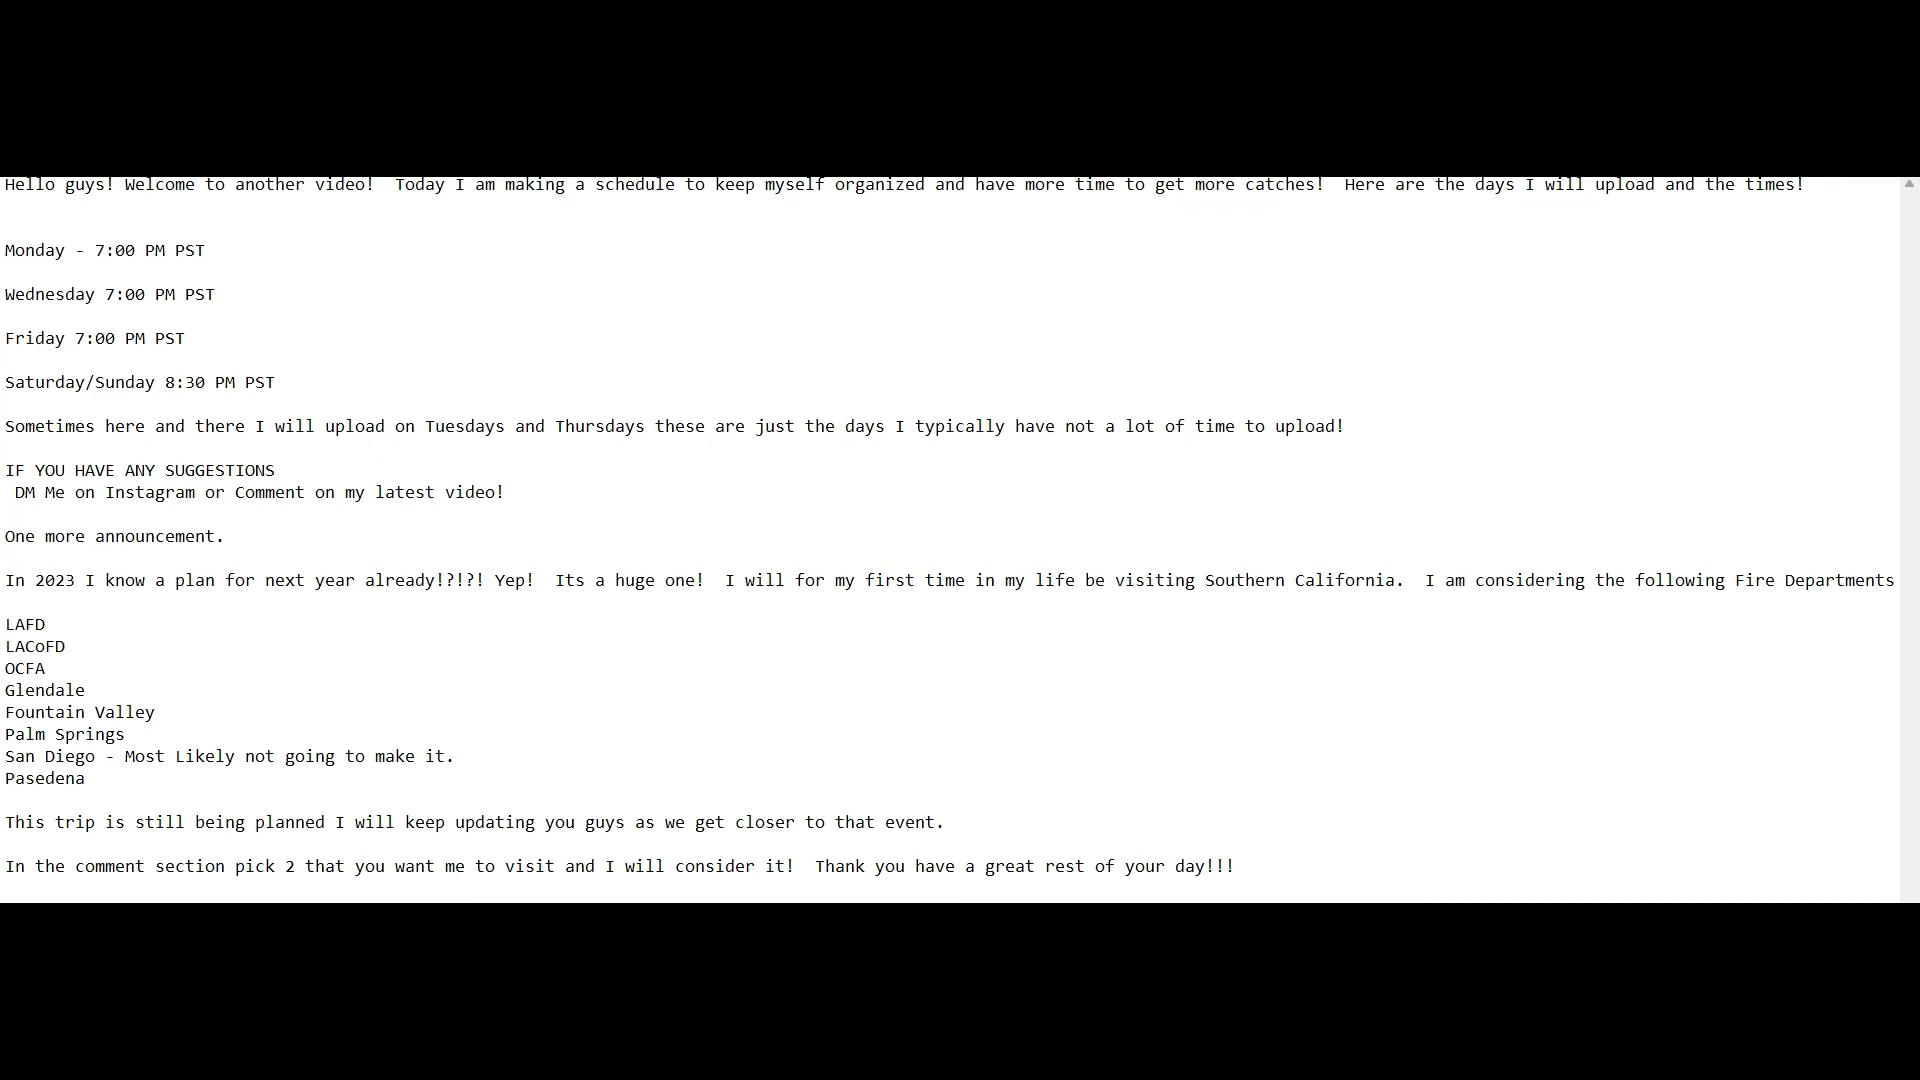 Hello guys! Welcome to another video!  Today I am making a schedule to keep myself organized and have more time to get more catches!  Here are the days I will upload and the times!
Monday - 7:00 PM PST
Wednesday 7:00 PM PST
Friday 7:00 PM PST
Saturday/Sunday 8:30 PM PST
Sometimes here and there I will upload on Tuesdays and Thursdays these are just the days I typically have not a lot of time to upload!
IF YOU HAVE ANY SUGGESTIONS
DM Me on Instagram or Comment on my latest video!
One more announcement.
In 2023 I know a plan for next year already!?!?! Yep!  Its a huge one!  I will for my first time in my life be visiting Southern California.  I am considering the following Fire Departments
LAFD
LACoFD
OCFA
Glendale
Fountain Valley
Palm Springs
San Diego - Most Likely not going to make it.
Pasedena
This trip is still being planned I will keep updating you guys as we get closer to that event.
In the comment section pick 2 that you want me to visit and I will consider it!  Thank you have a great rest of your day!!!